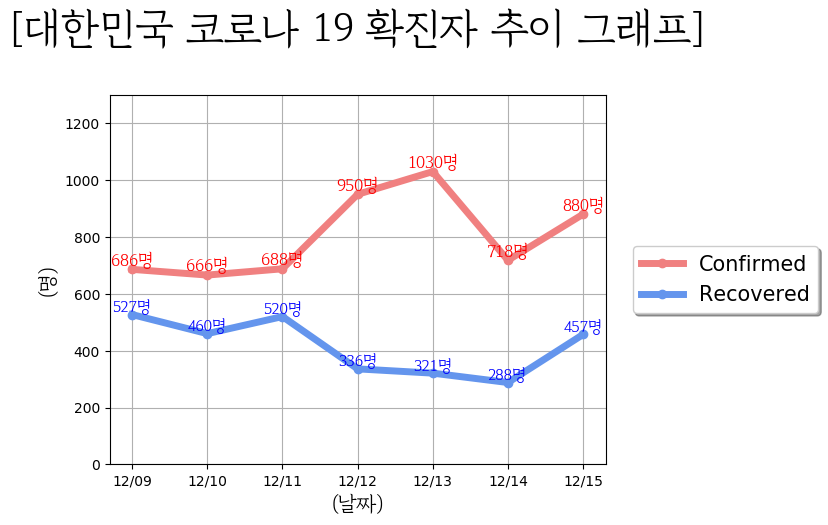 [대한민국 코로나 19 확진자 추이 그래프]
1200
1000
800
600
400
200
0
(명)
1030명
950명
880명
718명
686명
666명
688명
527명
460명
520명
336명
321명
288명
457명
Confirmed
Recovered
12/09 12/10 12/11 12/12 12/13 12/14 12/15
(날짜)